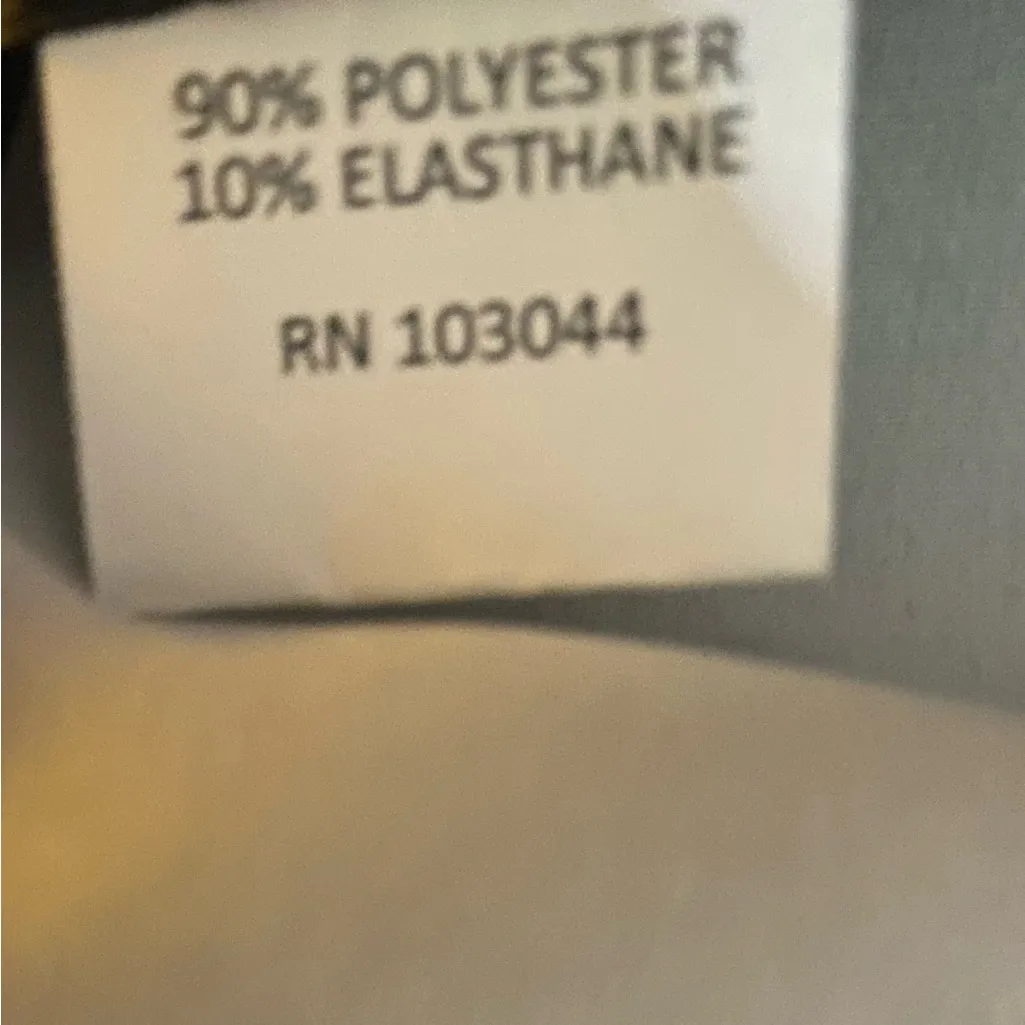 90% POLYESTER
10% ELASTHANE
RN 103044